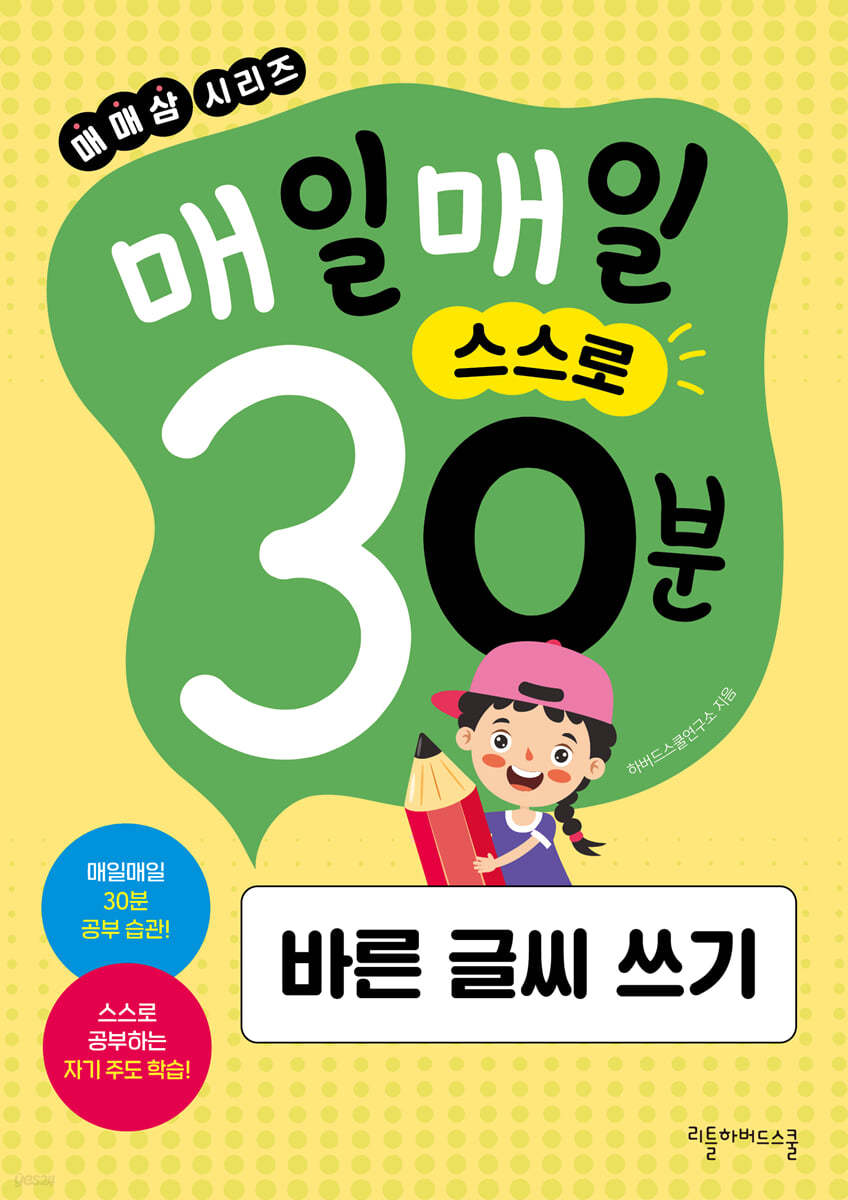 매매삼 시리즈
매일매일
스스로
30분
하버드스쿨연구소 지음
매일매일
30분
공부 습관!
스스로
공부하는
자기 주도 학습!
바른 글씨 쓰기
리틀하버드스쿨
yes24